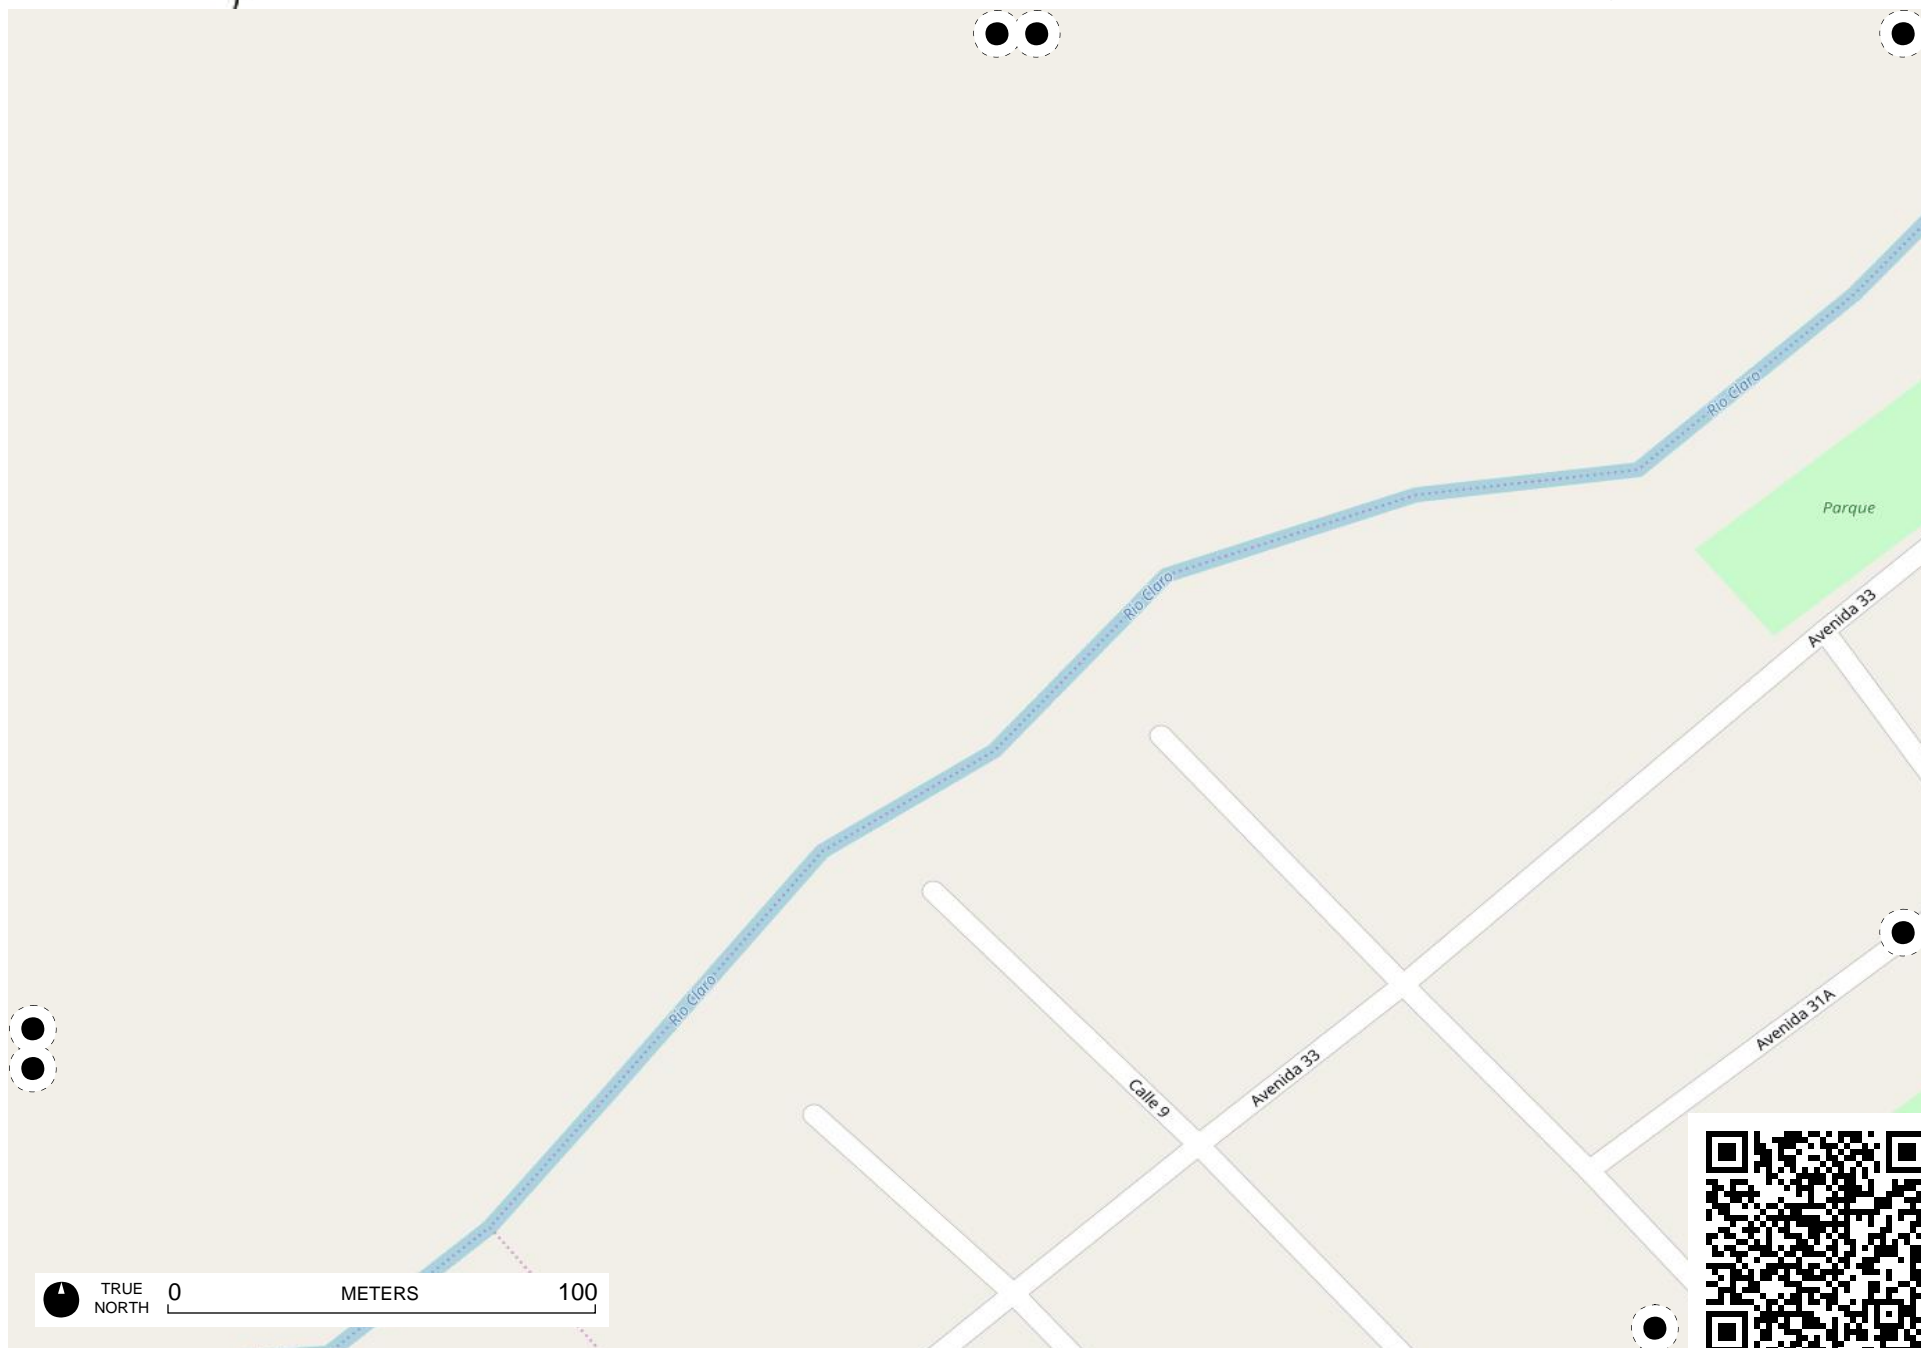 Rio Claro
Parque
Rio Claro
Avenida 33
Rio Claro
Avenida 31A
Avenida 33
Calle 9
TRUE NORTH 0 METERS 100